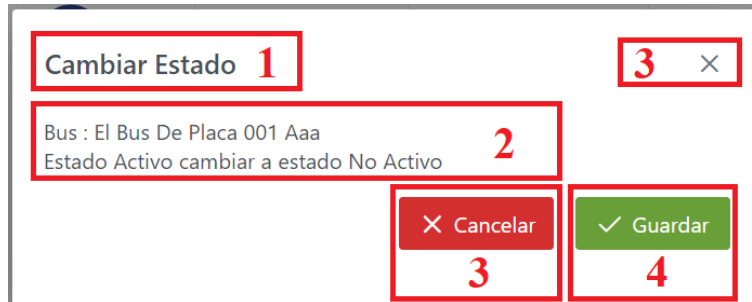 Cambiar Estado 1
3 ×
Bus : El Bus De Placa 001 Aaa
Estado Activo cambiar a estado No Activo
2
× Cancelar
✓ Guardar
3
4